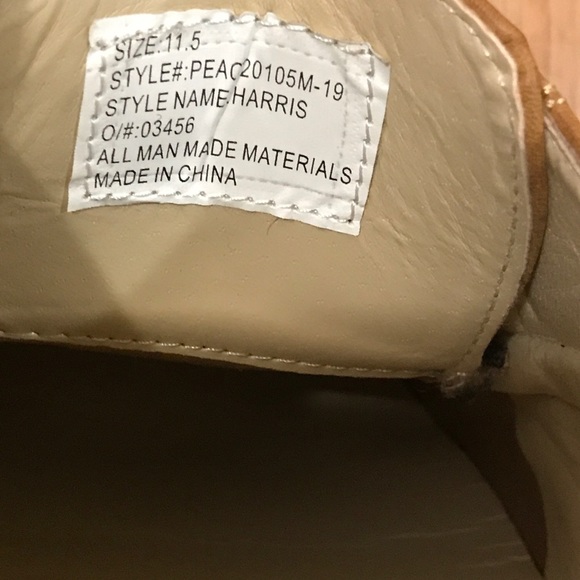 SIZE:11.5
STYLE#:PEAC20105M-19
STYLE NAME:HARRIS
O/#:03456
ALL MAN MADE MATERIALS
MADE IN CHINA